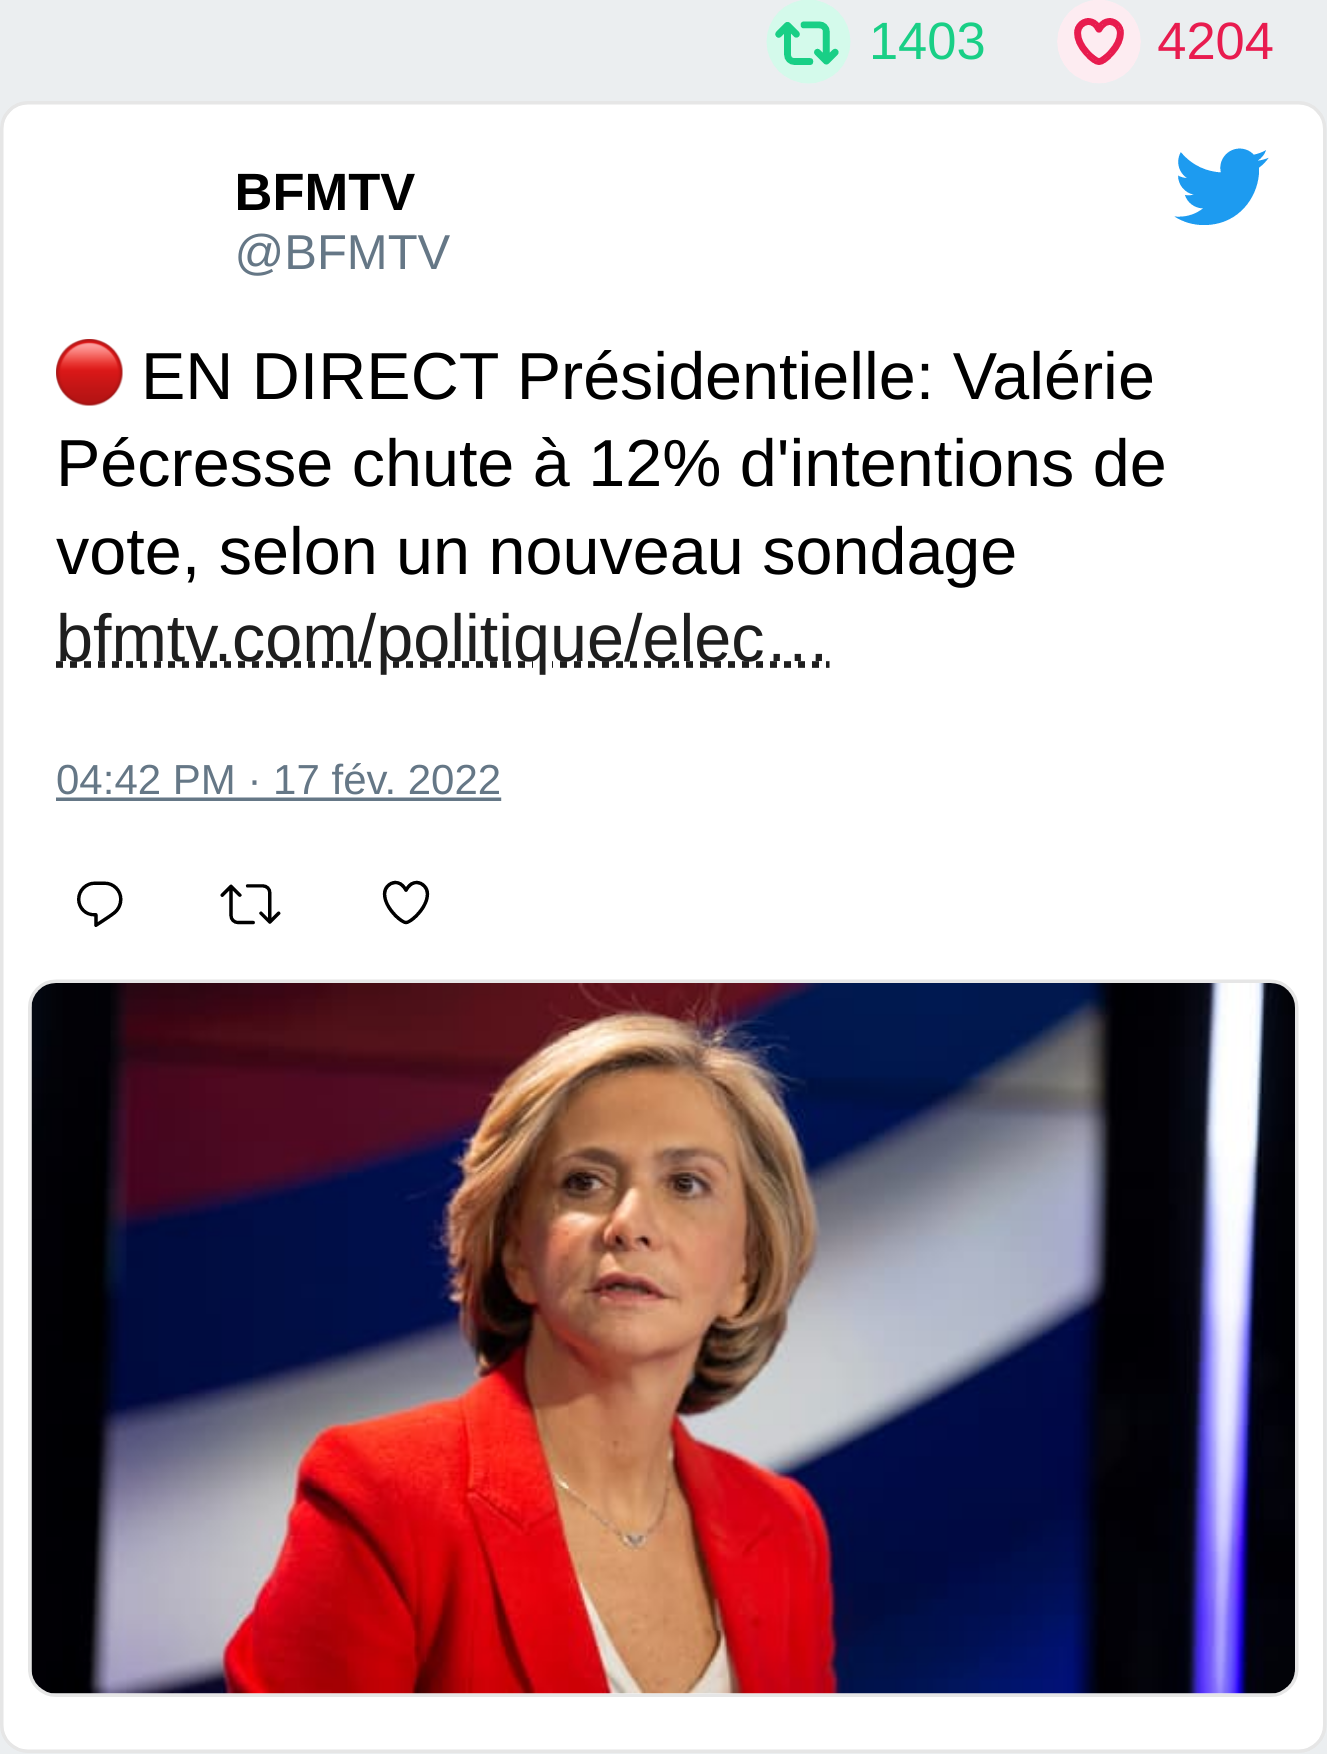 1403 4204
BFMTV
@BFMTV
🔴 EN DIRECT Présidentielle: Valérie
Pécresse chute à 12% d'intentions de
vote, selon un nouveau sondage
bfmtv.com/politique/elec…
04:42 PM · 17 fév. 2022